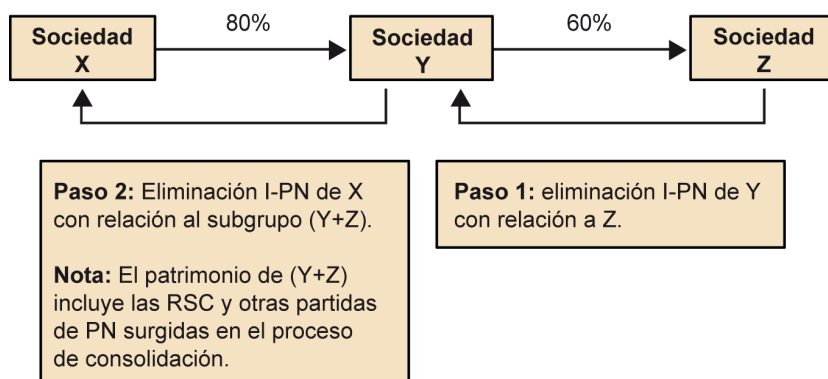 80%
60%
Sociedad
X
Sociedad
Y
Sociedad
Z
Paso 2: Eliminación I-PN de X
con relación al subgrupo (Y+Z).
Nota: El patrimonio de (Y+Z)
incluye las RSC y otras partidas
de PN surgidas en el proceso
de consolidación.
Paso 1: eliminación I-PN de Y
con relación a Z.